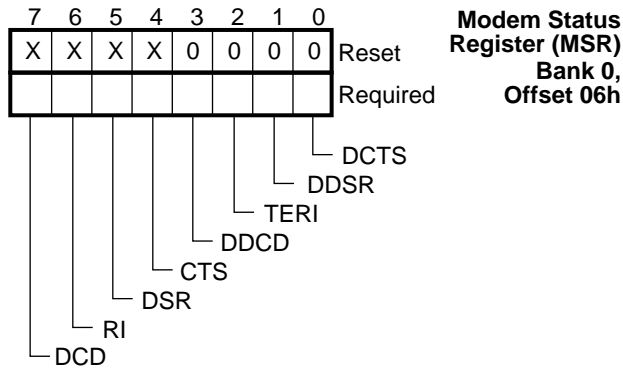 7 6 5 4 3 2 1 0
X X X X 0 0 0 0 Reset
Required
Modem Status
Register (MSR)
Bank 0,
Offset 06h
DCTS
DDSR
TERI
DDCD
CTS
DSR
RI
DCD